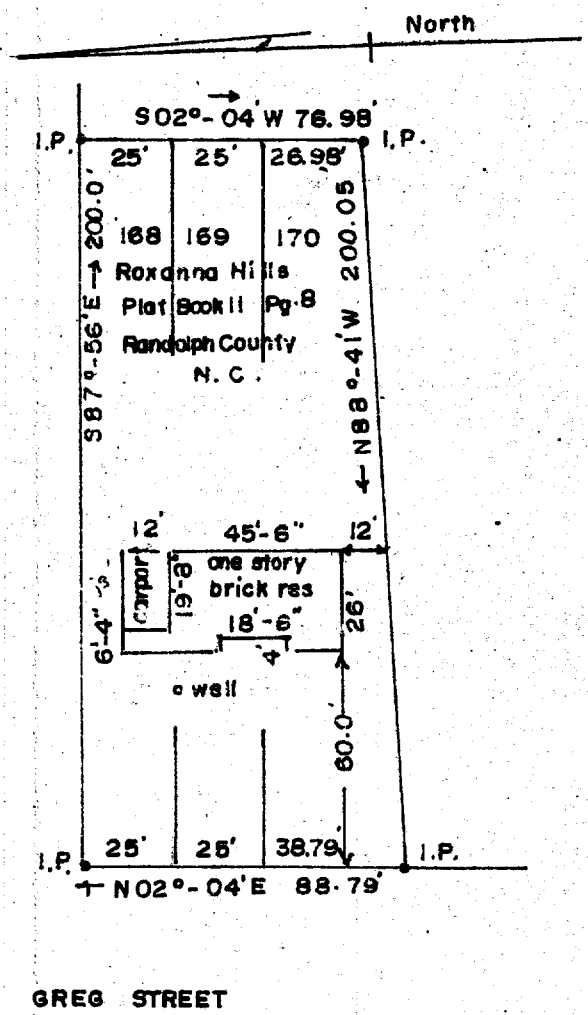 North
S02°-04'W 76.98'
I.P. I.P.
25' 25' 26.98'
S87°-56'E → 200.0'
168 169 170
Roxanna Hills
Plat Book 11 Pg. 8
Randolph County
N. C.
← N88°-41'W 200.05'
12' 45'-6" 12'
carport
19'-8"
one story
brick res
26'
6'-4"
18'-6"
4'
well
60.0'
25' 25' 38.79'
I.P. I.P.
← N02°-04'E 88.79'
GREG STREET